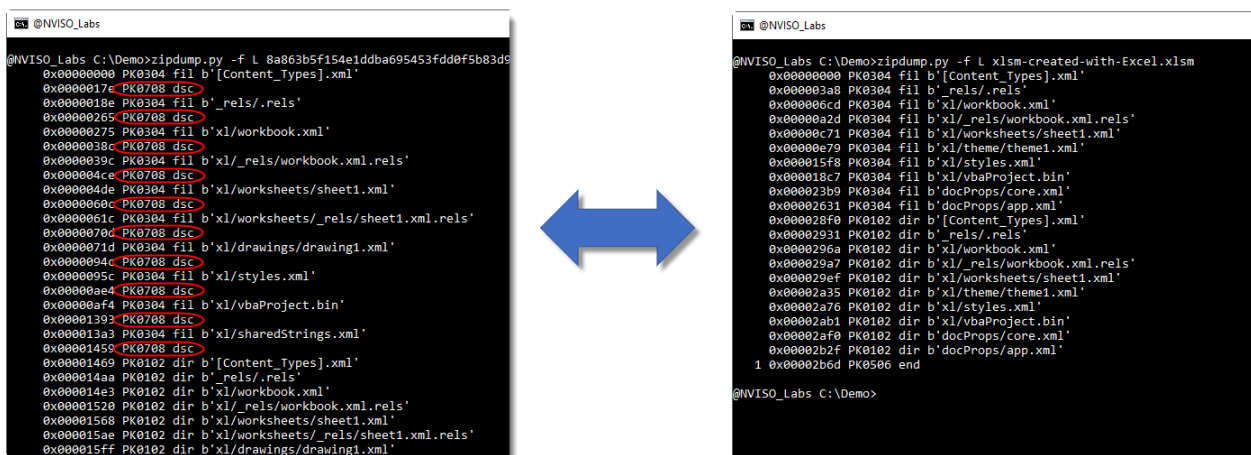 @NVISO_Labs
@NVISO_Labs C:\Demo>zipdump.py -f L 8a863b5f154e1ddba695453fdd0f5b83d9
0x00000000 PK0304 fil b'[Content_Types].xml'
0x0000017e PK0708 dsc
0x0000018e PK0304 fil b'_rels/.rels'
0x00000265 PK0708 dsc
0x00000275 PK0304 fil b'xl/workbook.xml'
0x0000038c PK0708 dsc
0x0000039c PK0304 fil b'xl/_rels/workbook.xml.rels'
0x000004ce PK0708 dsc
0x000004de PK0304 fil b'xl/worksheets/sheet1.xml'
0x0000060c PK0708 dsc
0x0000061c PK0304 fil b'xl/worksheets/_rels/sheet1.xml.rels'
0x0000070d PK0708 dsc
0x0000071d PK0304 fil b'xl/drawings/drawing1.xml'
0x0000094c PK0708 dsc
0x0000095c PK0304 fil b'xl/styles.xml'
0x00000ae4 PK0708 dsc
0x00000af4 PK0304 fil b'xl/vbaProject.bin'
0x00001393 PK0708 dsc
0x000013a3 PK0304 fil b'xl/sharedStrings.xml'
0x00001459 PK0708 dsc
0x00001469 PK0102 dir b'[Content_Types].xml'
0x000014aa PK0102 dir b'_rels/.rels'
0x000014e3 PK0102 dir b'xl/workbook.xml'
0x00001520 PK0102 dir b'xl/_rels/workbook.xml.rels'
0x00001568 PK0102 dir b'xl/worksheets/sheet1.xml'
0x000015ae PK0102 dir b'xl/worksheets/_rels/sheet1.xml.rels'
0x000015ff PK0102 dir b'xl/drawings/drawing1.xml'
@NVISO_Labs
@NVISO_Labs C:\Demo>zipdump.py -f L xlsm-created-with-Excel.xlsm
0x00000000 PK0304 fil b'[Content_Types].xml'
0x000003a8 PK0304 fil b'_rels/.rels'
0x000006cd PK0304 fil b'xl/workbook.xml'
0x00000a2d PK0304 fil b'xl/_rels/workbook.xml.rels'
0x00000c71 PK0304 fil b'xl/worksheets/sheet1.xml'
0x00000e79 PK0304 fil b'xl/theme/theme1.xml'
0x000015f8 PK0304 fil b'xl/styles.xml'
0x000018c7 PK0304 fil b'xl/vbaProject.bin'
0x000023b9 PK0304 fil b'docProps/core.xml'
0x00002631 PK0304 fil b'docProps/app.xml'
0x000028f0 PK0102 dir b'[Content_Types].xml'
0x00002931 PK0102 dir b'_rels/.rels'
0x0000296a PK0102 dir b'xl/workbook.xml'
0x000029a7 PK0102 dir b'xl/_rels/workbook.xml.rels'
0x000029ef PK0102 dir b'xl/worksheets/sheet1.xml'
0x00002a35 PK0102 dir b'xl/theme/theme1.xml'
0x00002a76 PK0102 dir b'xl/styles.xml'
0x00002ab1 PK0102 dir b'xl/vbaProject.bin'
0x00002af0 PK0102 dir b'docProps/core.xml'
0x00002b2f PK0102 dir b'docProps/app.xml'
1 0x00002b6d PK0506 end
@NVISO_Labs C:\Demo>